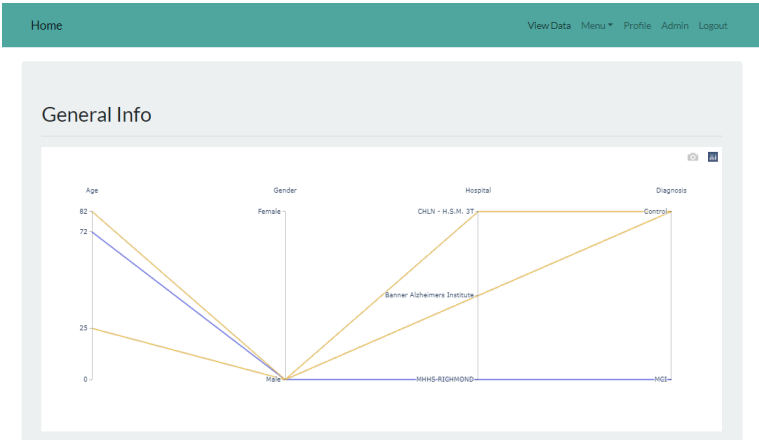 Home View Data Menu Profile Admin Logout
General Info
Age Gender Hospital Diagnosis
82 Female CHLN - H.S.M. 3T Control
72
Banner Alzheimers Institute
25
0 Male MHHS-RICHMOND MCI